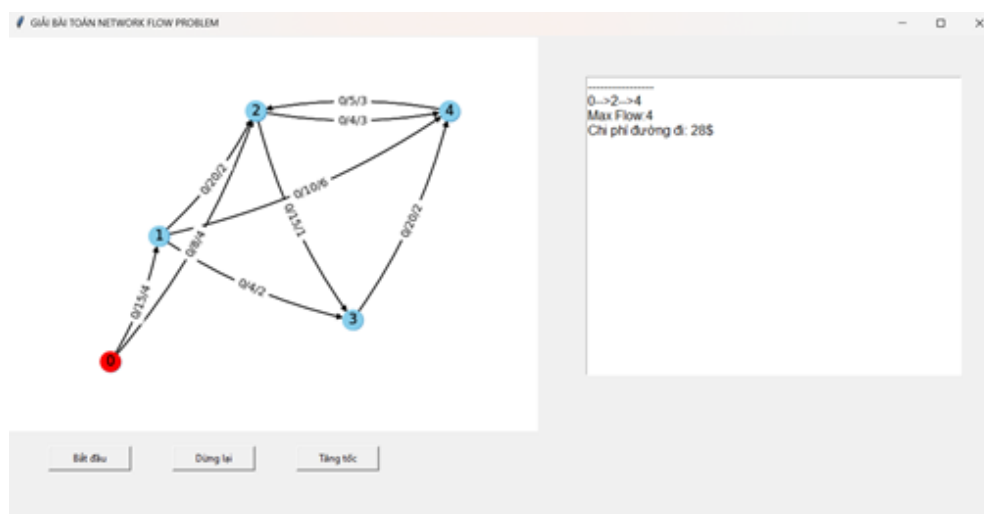 GIẢI BÀI TOÁN NETWORK FLOW PROBLEM
0/5/3
2
4
0/4/3
0/20/2
0/10/6
0/15/1
0/20/2
1
0/8/4
0/4/2
0/15/4
3
0
-----------------
0-->2-->4
Max Flow:4
Chi phí đường đi: 28$
Bắt đầu
Dừng lại
Tăng tốc